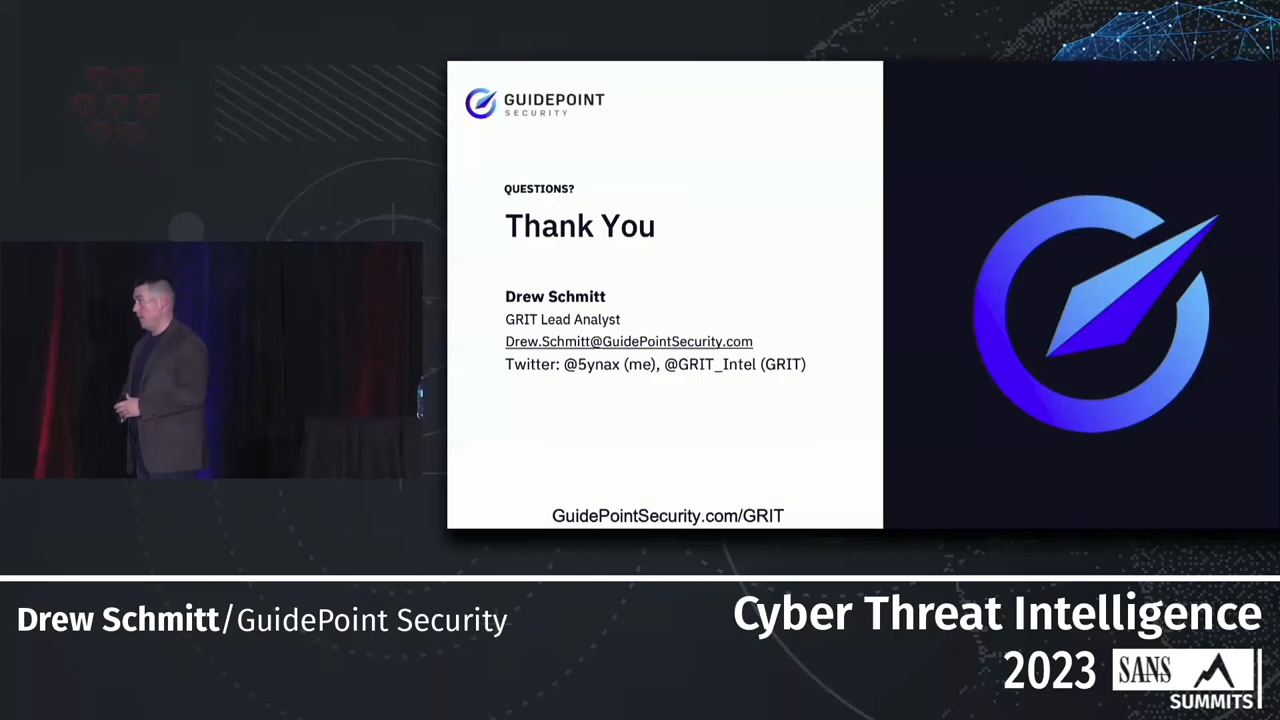 GUIDEPOINT
SECURITY
QUESTIONS?
Thank You
Drew Schmitt
GRIT Lead Analyst
Drew.Schmitt@GuidePointSecurity.com
Twitter: @5ynax (me), @GRIT_Intel (GRIT)
GuidePointSecurity.com/GRIT
Drew Schmitt/GuidePoint Security
Cyber Threat Intelligence
2023
SANS
SUMMITS